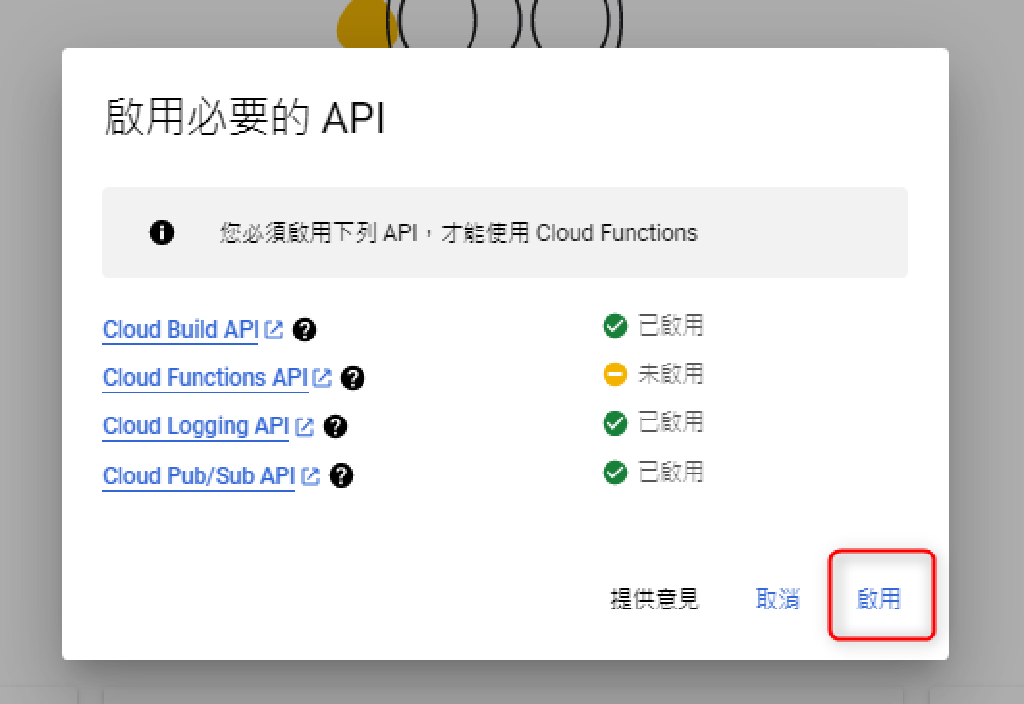 啟用必要的 API
您必須啟用下列 API，才能使用 Cloud Functions
Cloud Build API 已啟用
Cloud Functions API 未啟用
Cloud Logging API 已啟用
Cloud Pub/Sub API 已啟用
提供意見 取消 啟用